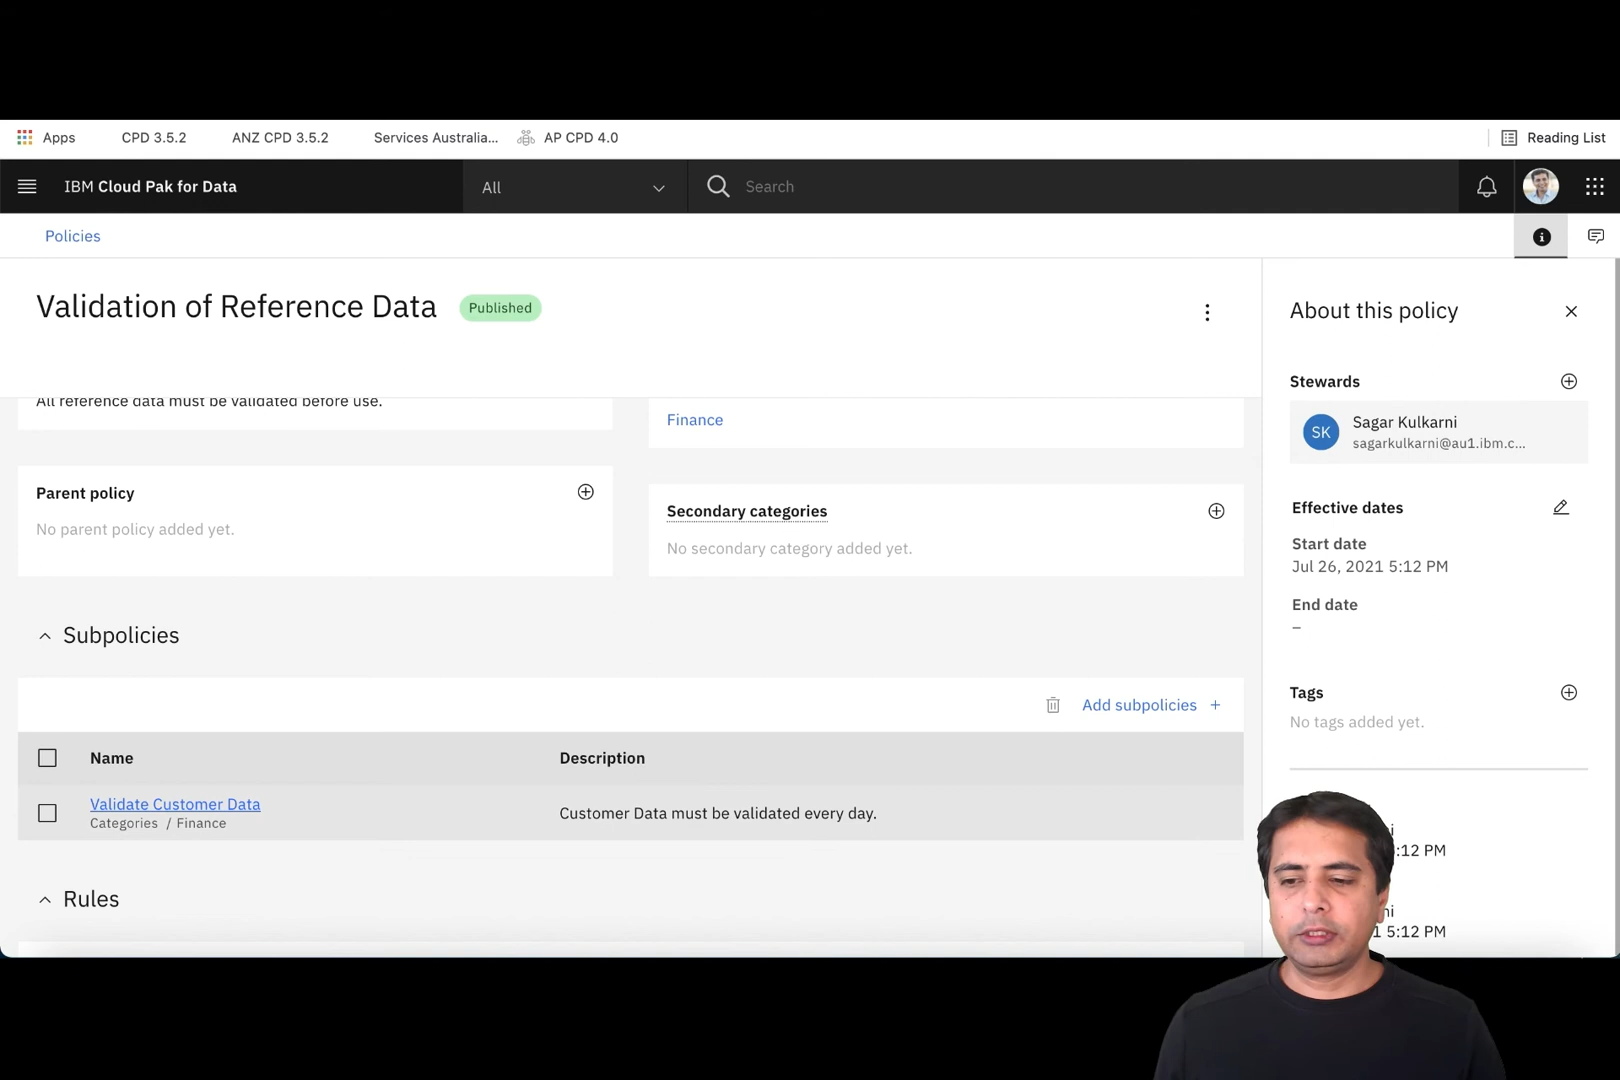 Apps
CPD 3.5.2
ANZ CPD 3.5.2
Services Australia...
AP CPD 4.0
Reading List
IBM Cloud Pak for Data
All
Search
Policies
Validation of Reference Data
Published
All reference data must be validated before use.
Finance
Parent policy
No parent policy added yet.
Secondary categories
No secondary category added yet.
Subpolicies
Add subpolicies +
Name
Description
Validate Customer Data
Categories / Finance
Customer Data must be validated every day.
Rules
About this policy
Stewards
SK
Sagar Kulkarni
sagarkulkarni@au1.ibm.c...
Effective dates
Start date
Jul 26, 2021 5:12 PM
End date
–
Tags
No tags added yet.
:12 PM
5:12 PM